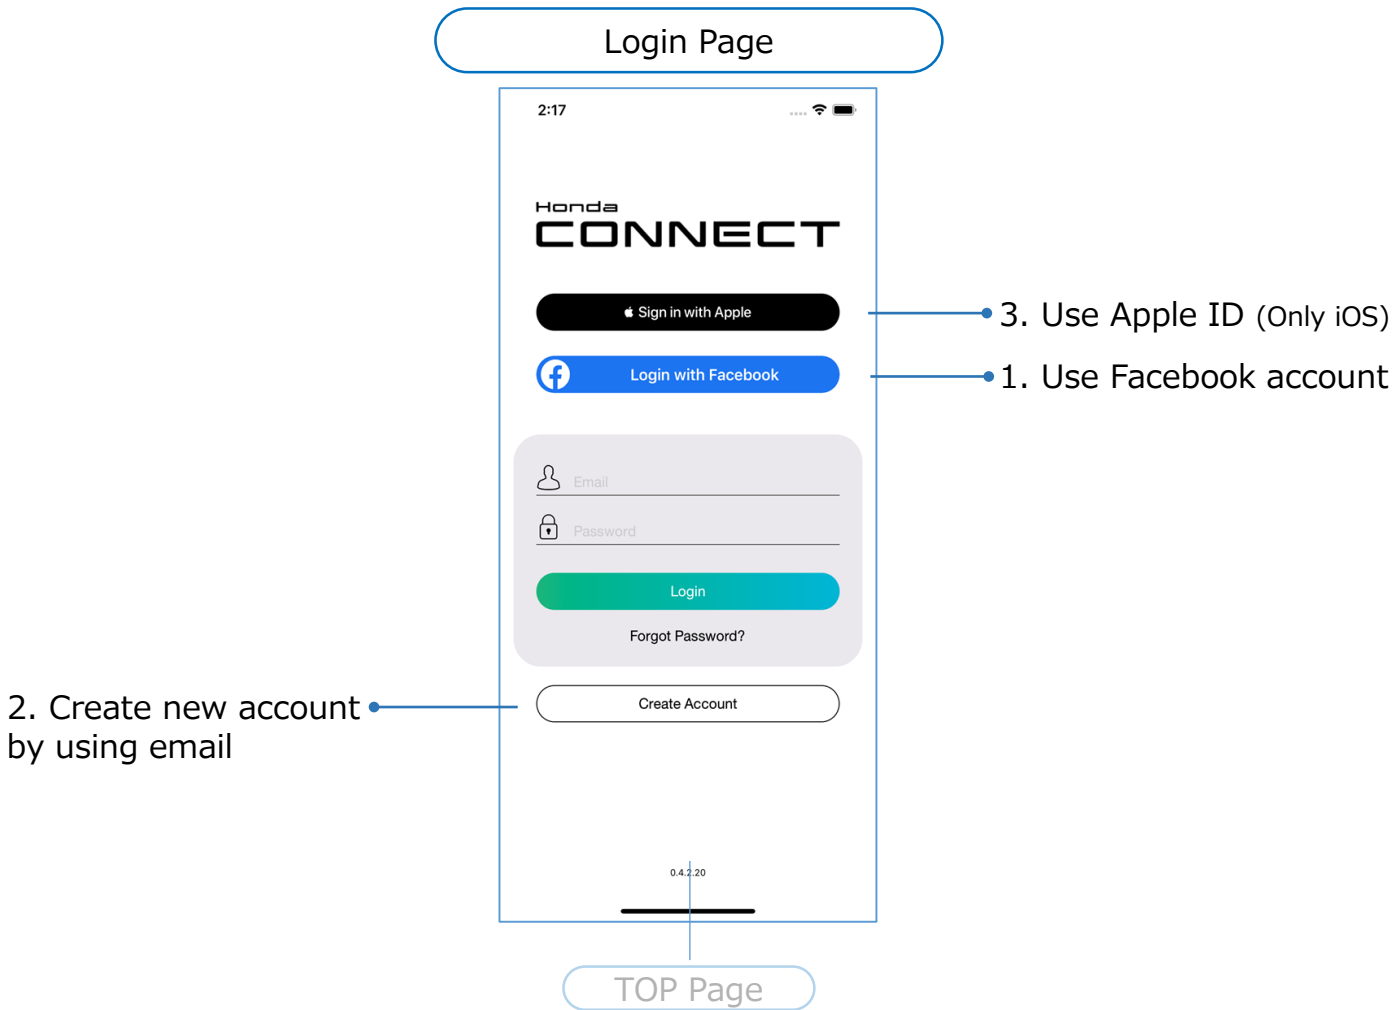 Login Page
2:17
Honda
CONNECT
Sign in with Apple
3. Use Apple ID (Only iOS)
Login with Facebook
1. Use Facebook account
Email
Password
Login
Forgot Password?
2. Create new account
by using email
Create Account
0.4.2.20
TOP Page